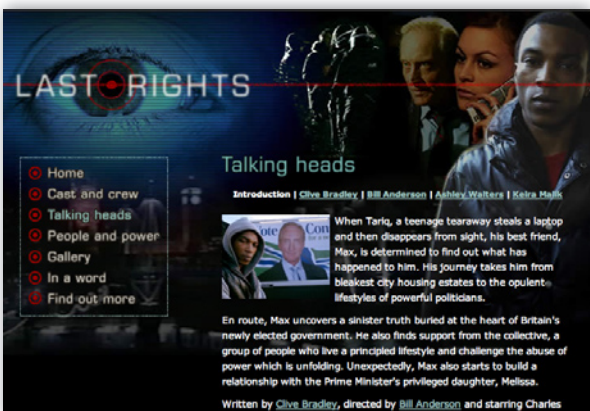 LAST RIGHTS
Home
Cast and crew
Talking heads
People and power
Gallery
In a word
Find out more
Talking heads
Introduction | Clive Bradley | Bill Anderson | Ashley Walters | Keira Malik
When Tariq, a teenage tearaway steals a laptop
and then disappears from sight, his best friend,
Max, is determined to find out what has
happened to him. His journey takes him from
bleakest city housing estates to the opulent
lifestyles of powerful politicians.
En route, Max uncovers a sinister truth buried at the heart of Britain's
newly elected government. He also finds support from the collective, a
group of people who live a principled lifestyle and challenge the abuse of
power which is unfolding. Unexpectedly, Max also starts to build a
relationship with the Prime Minister's privileged daughter, Melissa.
Written by Clive Bradley, directed by Bill Anderson and starring Charles